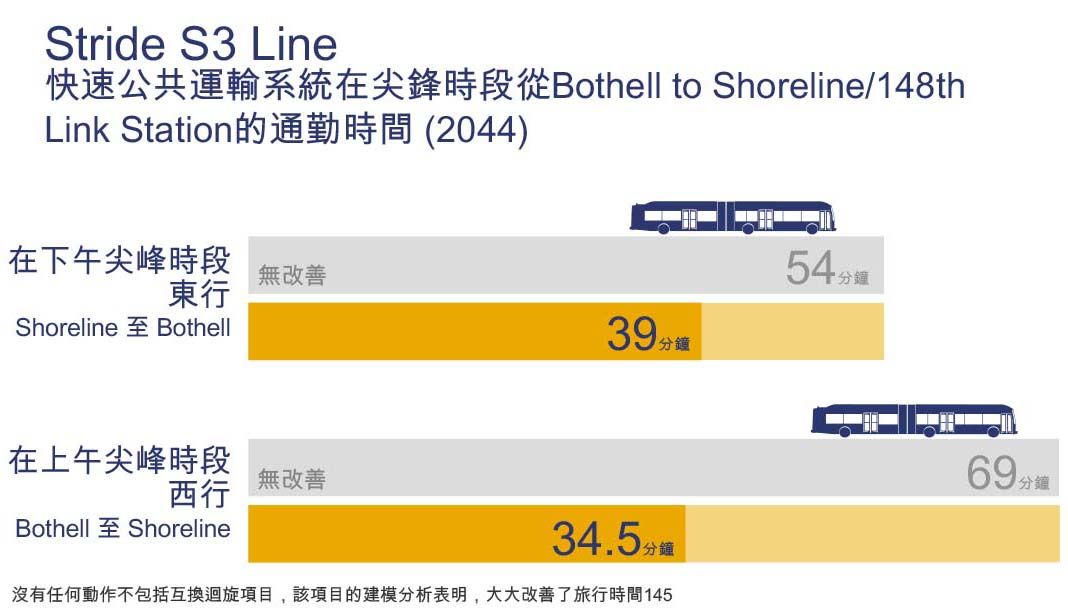 Stride S3 Line
快速公共運輸系統在尖鋒時段從Bothell to Shoreline/148th
Link Station的通勤時間 (2044)
在下午尖峰時段
東行
Shoreline 至 Bothell
無改善
54分鐘
39分鐘
在上午尖峰時段
西行
Bothell 至 Shoreline
無改善
69分鐘
34.5分鐘
沒有任何動作不包括互換迴旋項目，該項目的建模分析表明，大大改善了旅行時間145